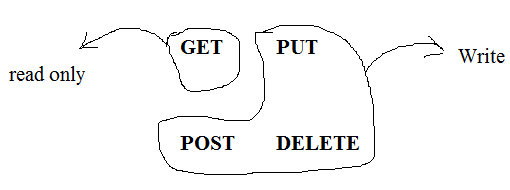 GET PUT
Write
read only
POST DELETE